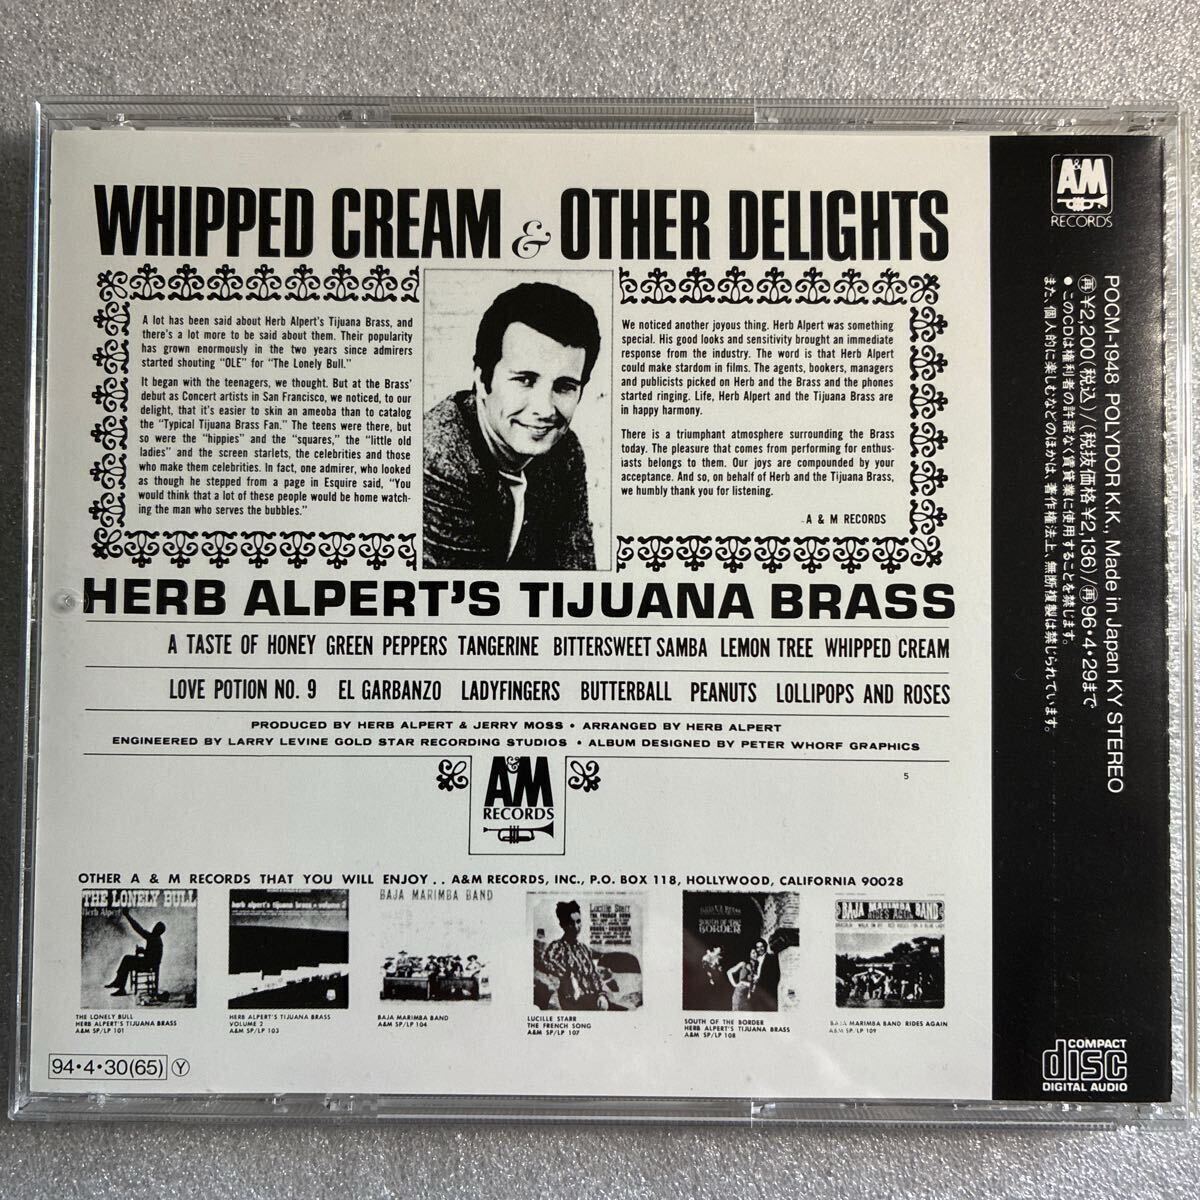 WHIPPED CREAM & OTHER DELIGHTS
A lot has been said about Herb Alpert's Tijuana Brass, and
there's a lot more to be said about them. Their popularity
has grown enormously in the two years since admirers
started shouting "OLE" for "The Lonely Bull."
It began with the teenagers, we thought. But at the Brass'
debut as Concert artists in San Francisco, we noticed, to our
delight, that it's easier to skin an ameoba than to catalog
the "Typical Tijuana Brass Fan." The teens were there, but
so were the "hippies" and the "squares," the "little old
ladies" and the screen starlets, the celebrities and those
who make them celebrities. In fact, one admirer, who looked
as though he stepped from a page in Esquire said, "You
would think that a lot of these people would be home watch-
ing the man who serves the bubbles."
We noticed another joyous thing. Herb Alpert was something
special. His good looks and sensitivity brought an immediate
response from the industry. The word is that Herb Alpert
could make stardom in films. The agents, bookers, managers
and publicists picked on Herb and the Brass and the phones
started ringing. Life, Herb Alpert and the Tijuana Brass are
in happy harmony.
There is a triumphant atmosphere surrounding the Brass
today. The pleasure that comes from performing for enthus-
iasts belongs to them. Our joys are compounded by your
acceptance. And so, on behalf of Herb and the Tijuana Brass,
we humbly thank you for listening.
-A & M RECORDS
HERB ALPERT'S TIJUANA BRASS
A TASTE OF HONEY GREEN PEPPERS TANGERINE BITTERSWEET SAMBA LEMON TREE WHIPPED CREAM
LOVE POTION NO. 9 EL GARBANZO LADYFINGERS BUTTERBALL PEANUTS LOLLIPOPS AND ROSES
PRODUCED BY HERB ALPERT & JERRY MOSS • ARRANGED BY HERB ALPERT
ENGINEERED BY LARRY LEVINE GOLD STAR RECORDING STUDIOS • ALBUM DESIGNED BY PETER WHORF GRAPHICS
5
A&M
RECORDS
OTHER A & M RECORDS THAT YOU WILL ENJOY . . A&M RECORDS, INC., P.O. BOX 118, HOLLYWOOD, CALIFORNIA 90028
THE LONELY BULL
Herb Alpert
herb alpert's tijuana brass • volume 2
BAJA MARIMBA BAND
Lucille Starr
THE FRENCH SONG
SOUTH OF THE
BORDER
BAJA MARIMBA BAND
RIDES AGAIN
THE LONELY BULL
HERB ALPERT'S TIJUANA BRASS
A&M SP/LP 101
HERB ALPERT'S TIJUANA BRASS
VOLUME 2
A&M SP/LP 103
BAJA MARIMBA BAND
A&M SP/LP 104
LUCILLE STARR
THE FRENCH SONG
A&M SP/LP 107
SOUTH OF THE BORDER
HERB ALPERT'S TIJUANA BRASS
A&M SP/LP 108
BAJA MARIMBA BAND RIDES AGAIN
A&M SP/LP 109
94・4・30(65) Ⓨ
A&M
RECORDS
POCM-1948 POLYDOR K.K. Made in Japan KY STEREO
㊢¥2,200(税込)/(税抜価格¥2,136)/㊢96・4・29まで
●このCDは権利者の許諾なく賃貸業に使用することを禁じます。
また、個人的に楽しむなどのほかは、著作権法上、無断複製は禁じられています。
COMPACT
disc
DIGITAL AUDIO